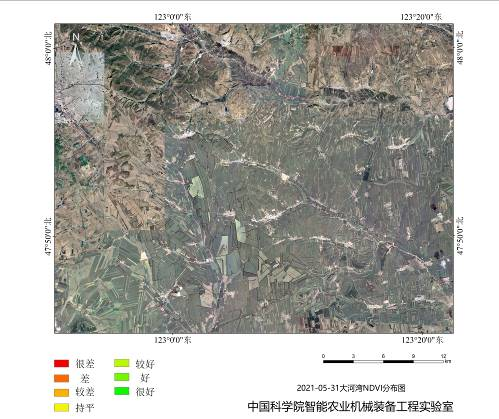 123°0'0"东 123°20'0"东
48°0'0"北 48°0'0"北
N
47°50'0"北 47°50'0"北
123°0'0"东 123°20'0"东
很差 较好
差 好
较差 很好
持平
0 3 6 9 12
km
2021-05-31大河湾NDVI分布图
中国科学院智能农业机械装备工程实验室